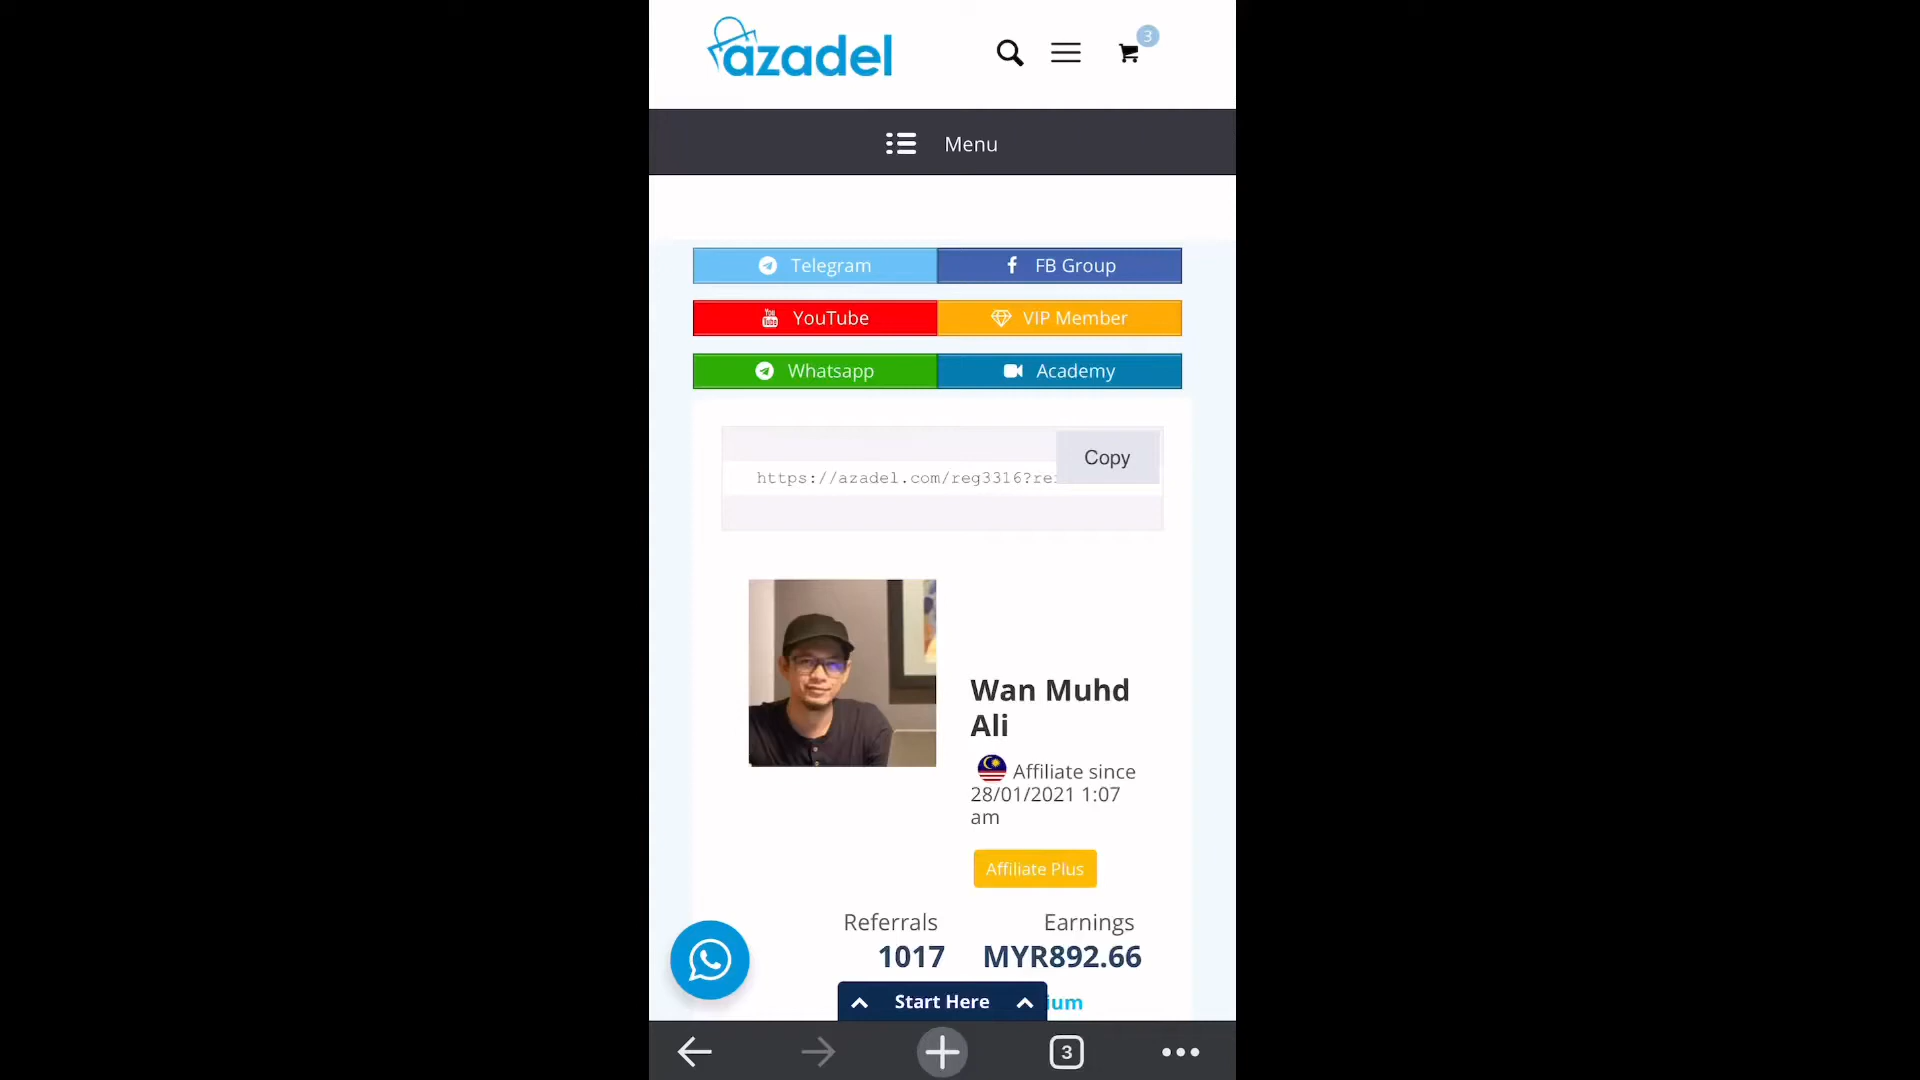 azadel
3
Menu
Telegram
FB Group
YouTube
VIP Member
Whatsapp
Academy
Copy
https://azadel.com/reg3316?re
Wan Muhd
Ali
Affiliate since
28/01/2021 1:07
am
Affiliate Plus
Referrals
Earnings
1017
MYR892.66
Start Here
ium
3